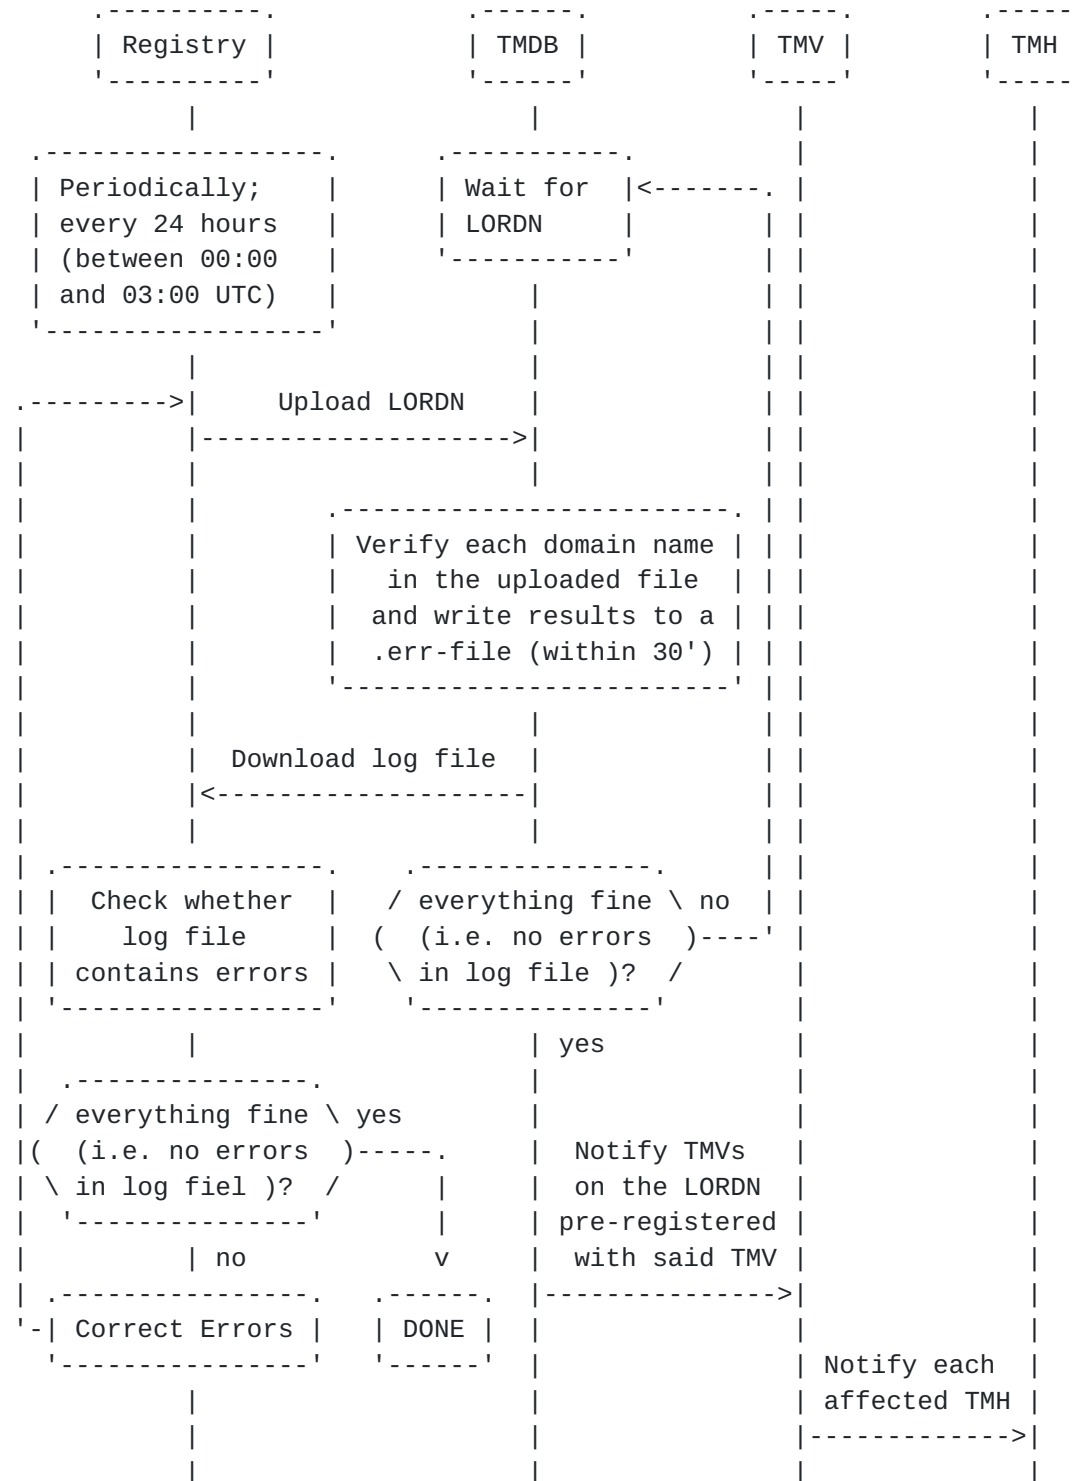 Registry TMDB TMV TMH
Periodically; Wait for
every 24 hours LORDN
(between 00:00
and 03:00 UTC)
Upload LORDN
Verify each domain name
in the uploaded file
and write results to a
.err-file (within 30')
Download log file
Check whether / everything fine \ no
log file ( (i.e. no errors )
contains errors \ in log file )? /
yes
/ everything fine \ yes
( (i.e. no errors ) Notify TMVs
\ in log fiel )? / on the LORDN
pre-registered
no v with said TMV
Correct Errors DONE
Notify each
affected TMH